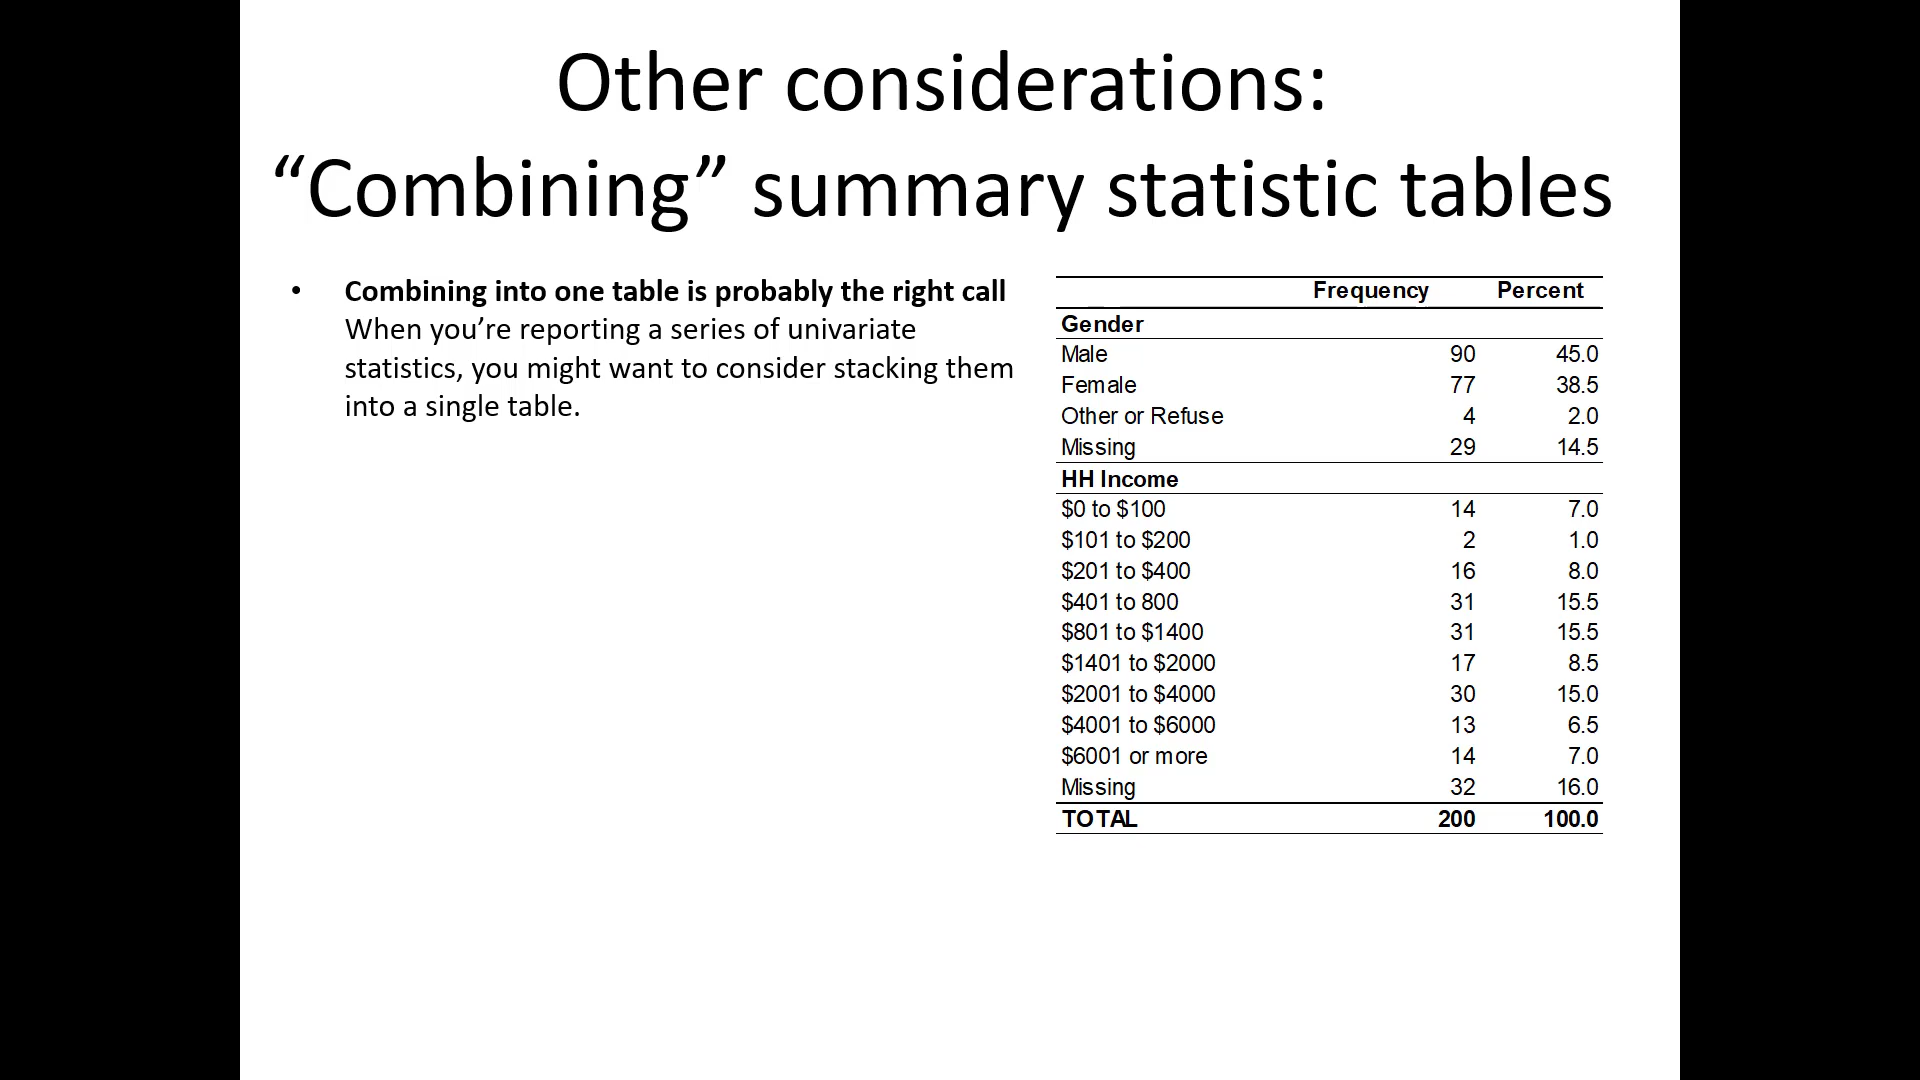 Other considerations:
“Combining” summary statistic tables
• Combining into one table is probably the right call
When you’re reporting a series of univariate
statistics, you might want to consider stacking them
into a single table.
Frequency Percent
Gender
Male 90 45.0
Female 77 38.5
Other or Refuse 4 2.0
Missing 29 14.5
HH Income
$0 to $100 14 7.0
$101 to $200 2 1.0
$201 to $400 16 8.0
$401 to 800 31 15.5
$801 to $1400 31 15.5
$1401 to $2000 17 8.5
$2001 to $4000 30 15.0
$4001 to $6000 13 6.5
$6001 or more 14 7.0
Missing 32 16.0
TOTAL 200 100.0